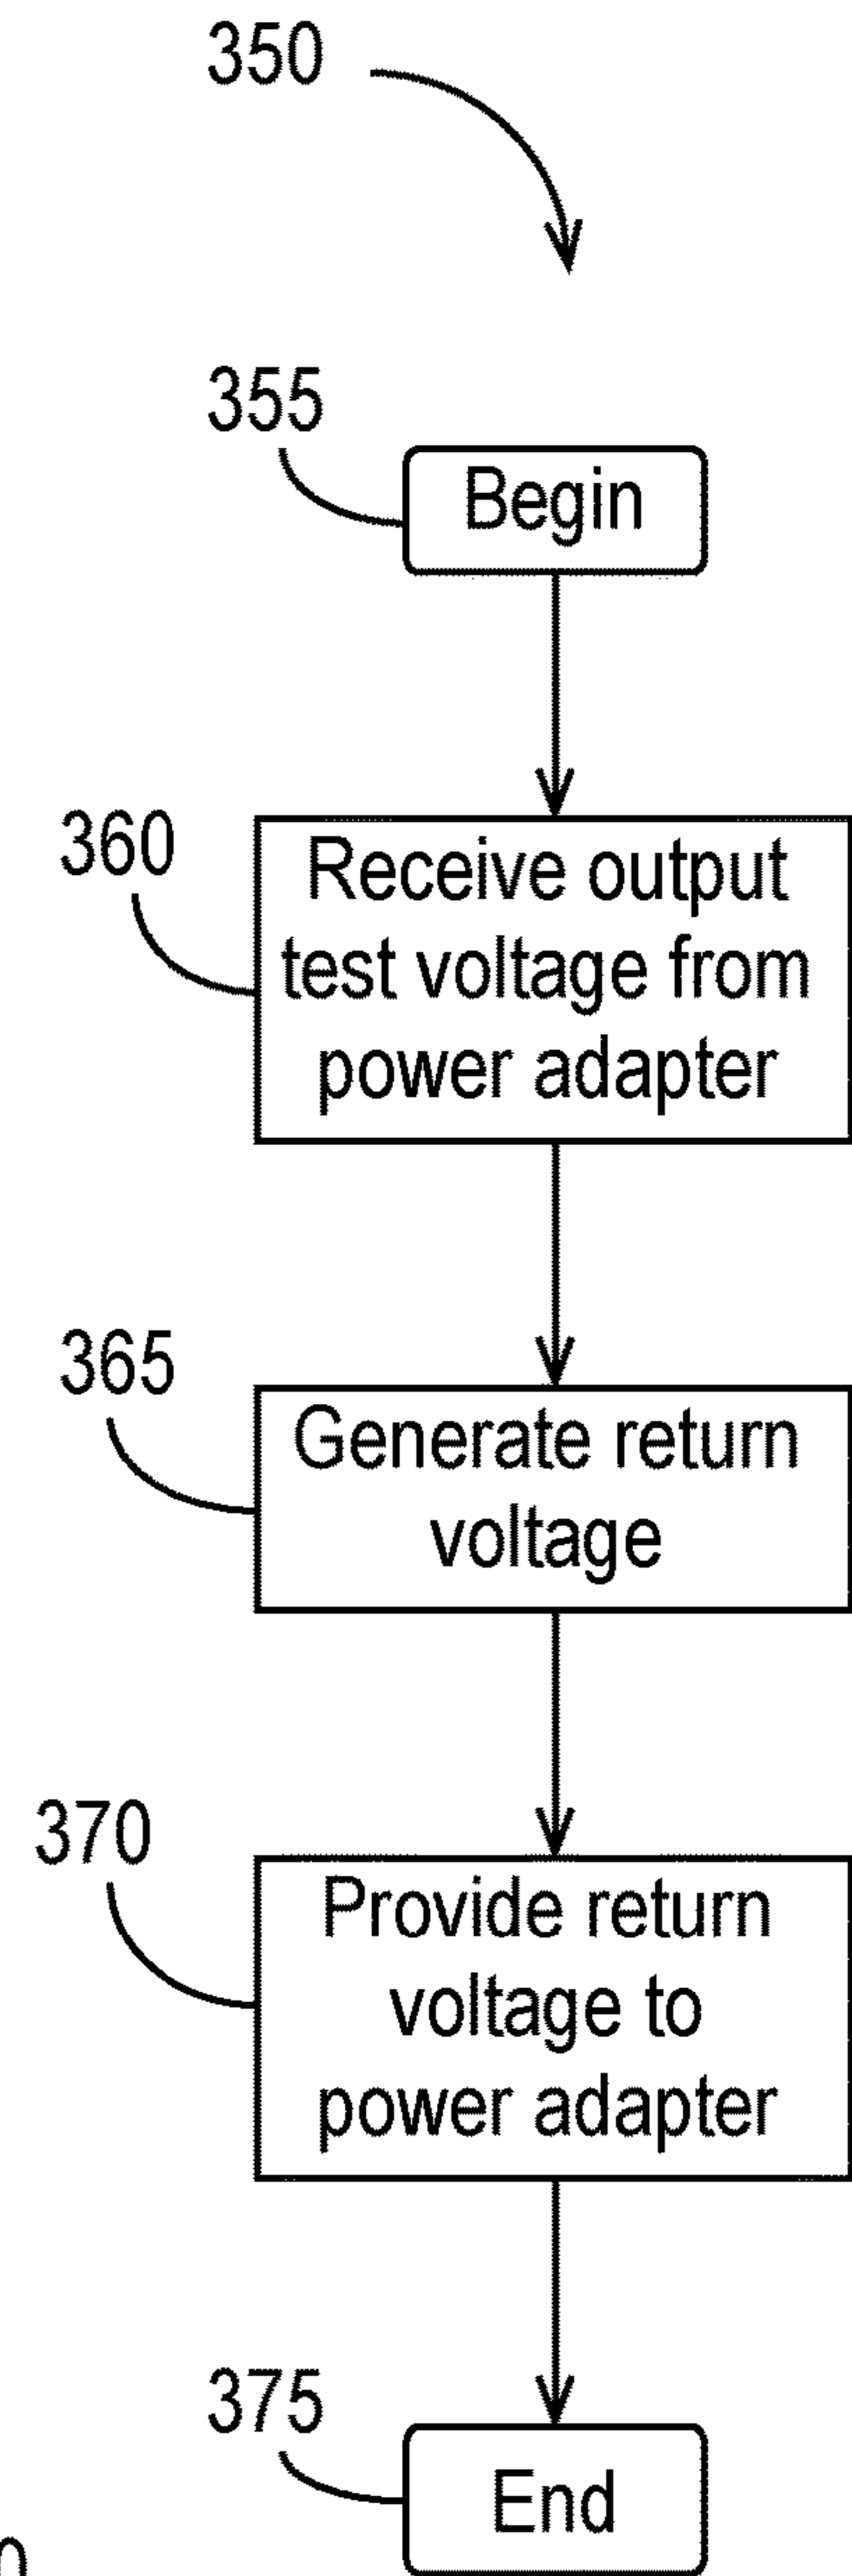 350
355
Begin
360
Receive output
test voltage from
power adapter
365
Generate return
voltage
370
Provide return
voltage to
power adapter
375
End